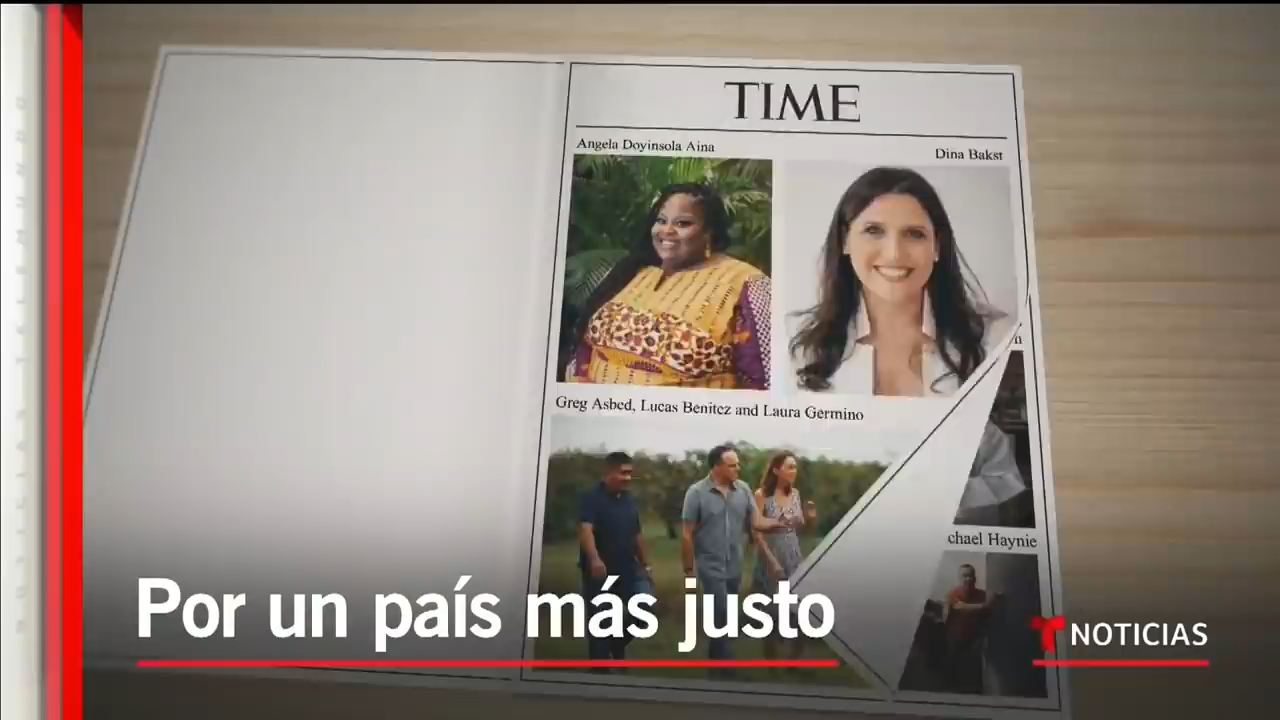 TIME
Angela Doyinsola Aina
Dina Bakst
Greg Asbed, Lucas Benitez and Laura Germino
chael Haynie
Por un país más justo
NOTICIAS